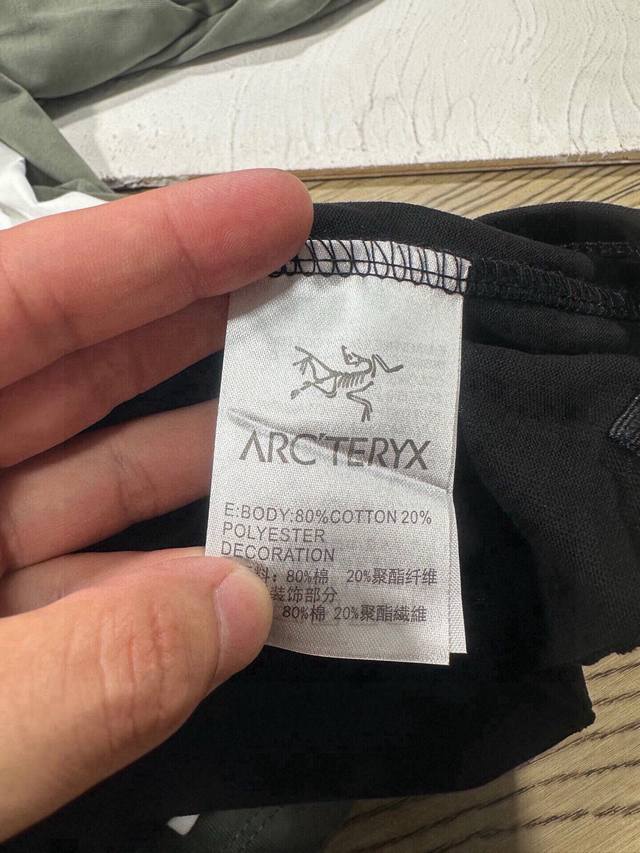 ARC'TERYX
E:BODY:80%COTTON 20%
POLYESTER
DECORATION
料: 80%棉 20%聚酯纤维
装饰部分
80%棉 20%聚酯纖維